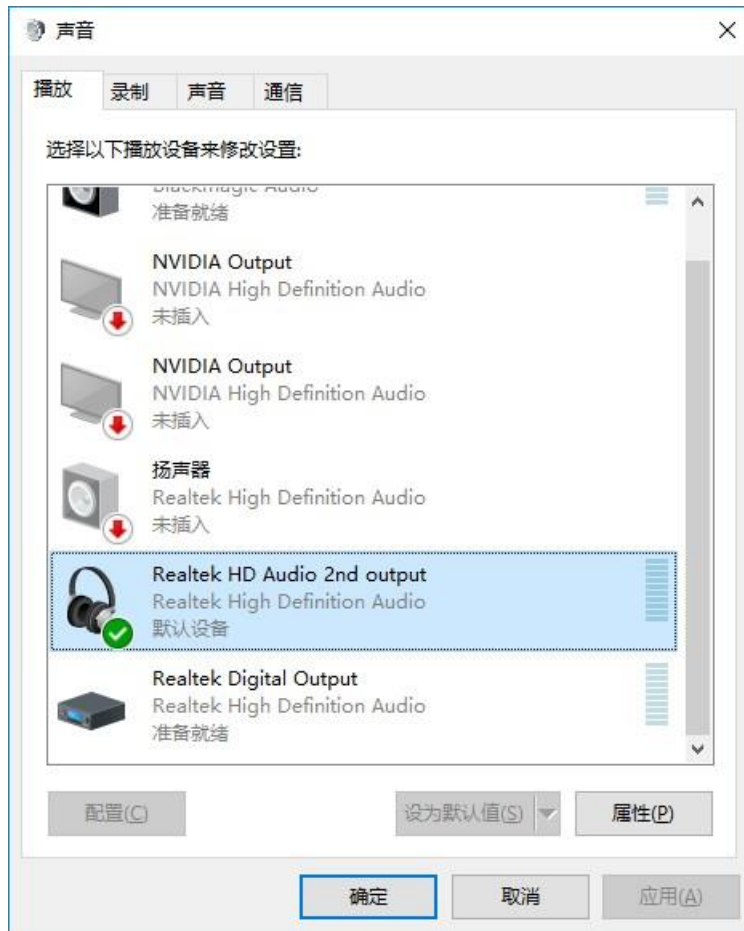 声音
播放
录制
声音
通信
选择以下播放设备来修改设置:
Blackmagic Audio
准备就绪
NVIDIA Output
NVIDIA High Definition Audio
未插入
NVIDIA Output
NVIDIA High Definition Audio
未插入
扬声器
Realtek High Definition Audio
未插入
Realtek HD Audio 2nd output
Realtek High Definition Audio
默认设备
Realtek Digital Output
Realtek High Definition Audio
准备就绪
配置(C)
设为默认值(S)
属性(P)
确定
取消
应用(A)